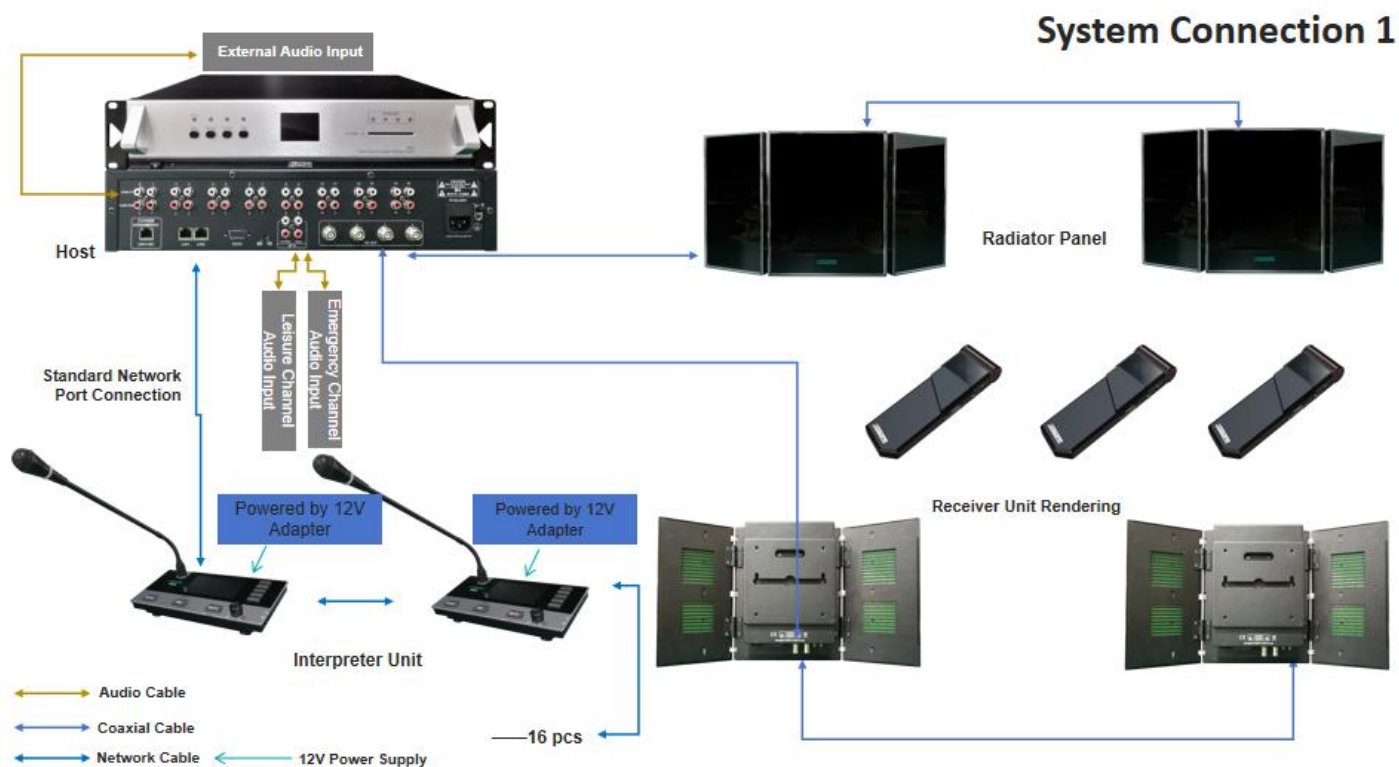 System Connection 1
External Audio Input
Host
Radiator Panel
Leisure Channel
Audio Input
Emergency Channel
Audio Input
Standard Network
Port Connection
Powered by 12V
Adapter
Powered by 12V
Adapter
Receiver Unit Rendering
Interpreter Unit
Audio Cable
Coaxial Cable
16 pcs
Network Cable
12V Power Supply